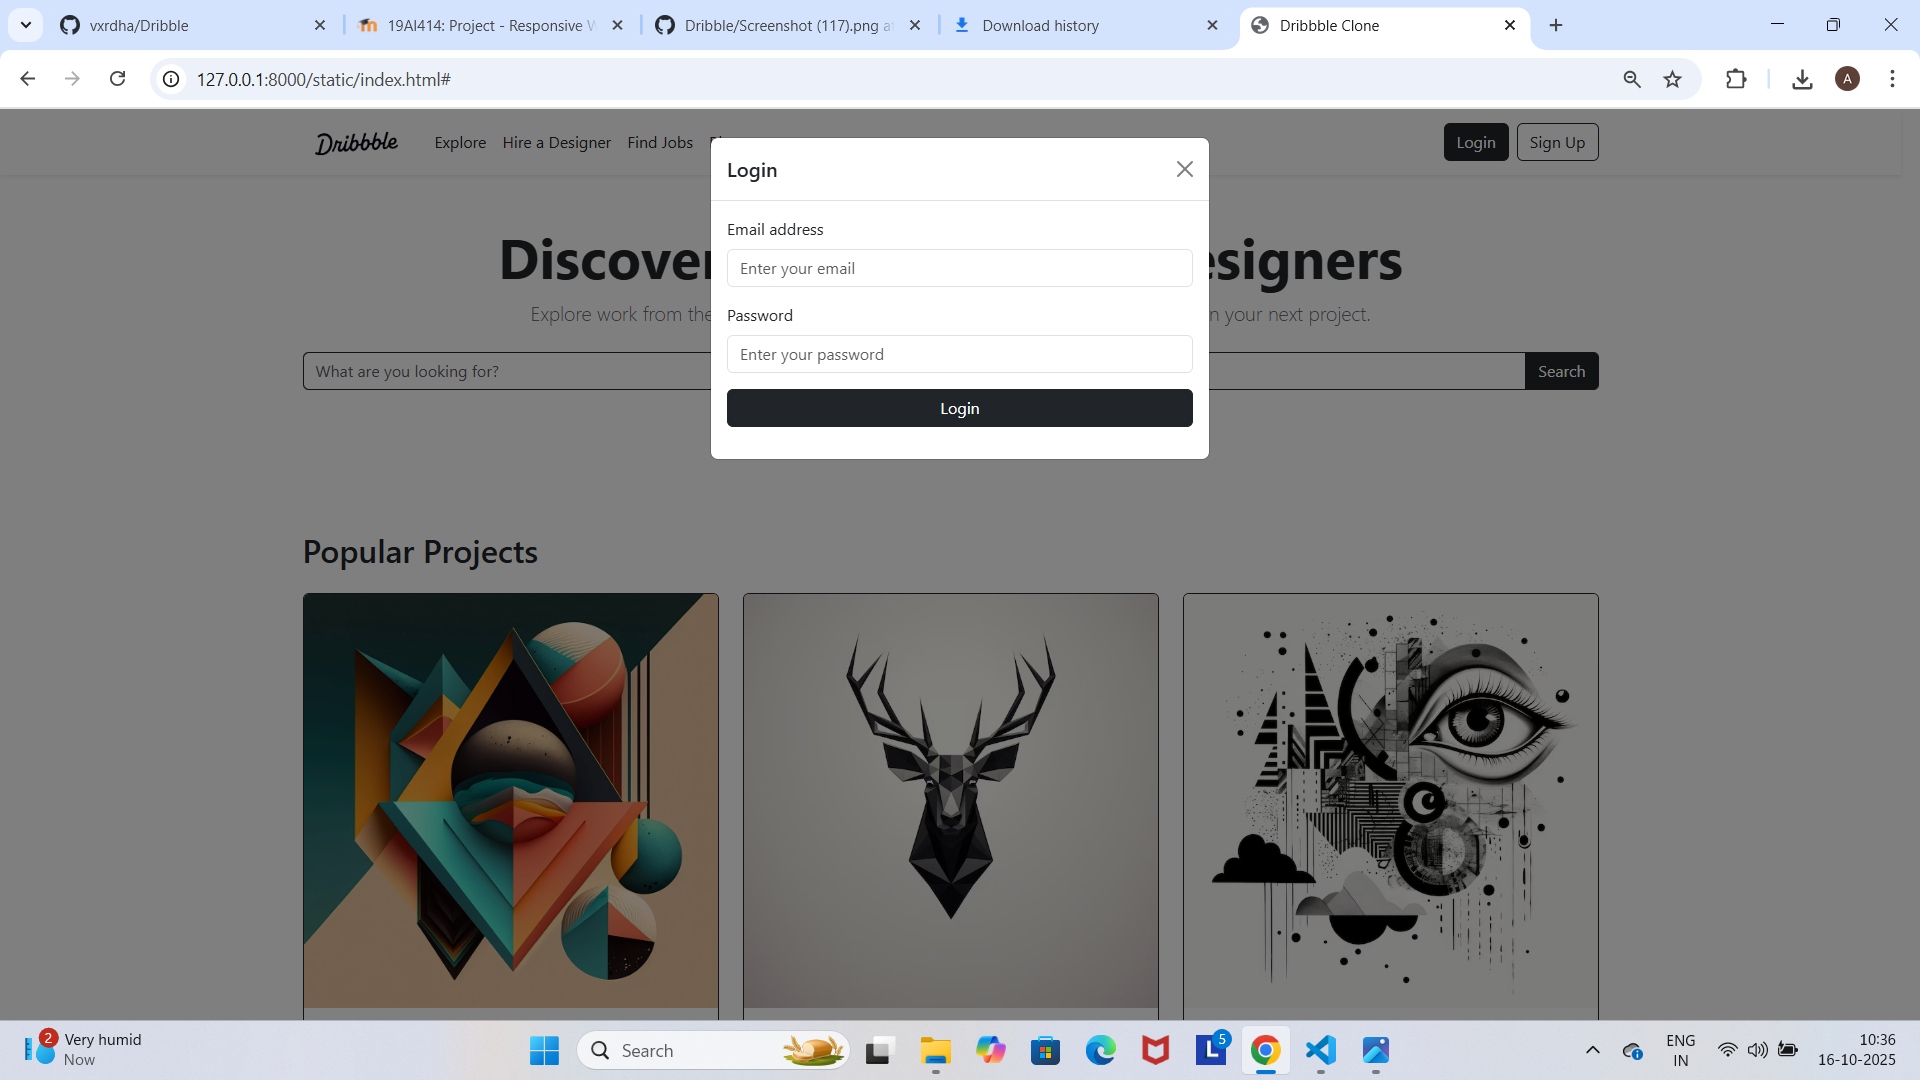 vxrdha/Dribble
19AI414: Project - Responsive W
Dribble/Screenshot (117).png a
Download history
Dribbble Clone
127.0.0.1:8000/static/index.html#
A
Dribbble
Explore
Hire a Designer
Find Jobs
Login
Sign Up
Login
Email address
Enter your email
Password
Enter your password
Login
Discover
esigners
Explore work from the
n your next project.
What are you looking for?
Search
Popular Projects
2
Very humid
Now
Search
L
5
ENG
IN
10:36
16-10-2025